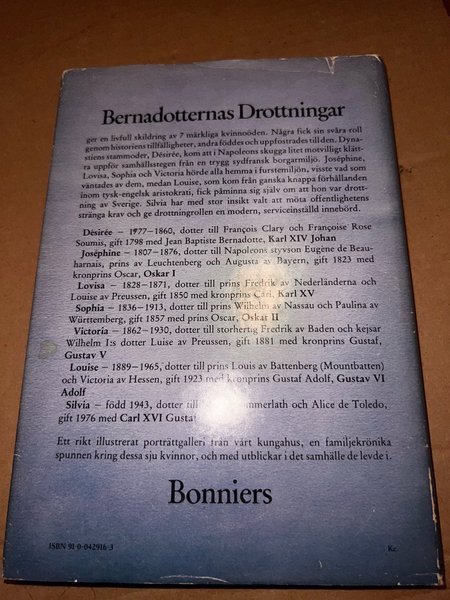 Bernadotternas Drottningar
ger en livfull skildring av 7 märkliga kvinnoöden. Några fick sin svåra roll
genom historiens tillfälligheter, andra föddes och uppfostrades till den. Dyna-
stiens stammoder, Désirée, kom att i Napoleons skugga litet motvilligt klätt-
ra uppför samhällsstegen från en trygg sydfransk borgarmiljö. Joséphine,
Lovisa, Sophia och Victoria hörde alla hemma i furstemiljön, visste vad som
väntades av dem, medan Louise, som kom från ganska knappa förhållanden
inom tysk-engelsk aristokrati, fick påminna sig själv om att hon var drott-
ning av Sverige. Silvia har med stor insikt valt att möta offentlighetens
stränga krav och ge drottningrollen en modern, serviceinställd innebörd.
Désirée – 1777–1860, dotter till François Clary och Françoise Rose
Soumis, gift 1798 med Jean Baptiste Bernadotte, Karl XIV Johan
Joséphine – 1807–1876, dotter till Napoleons styvson Eugène de Beau-
harnais, prins av Leuchtenberg och Augusta av Bayern, gift 1823 med
kronprins Oscar, Oskar I
Lovisa – 1828–1871, dotter till prins Fredrik av Nederländerna och
Louise av Preussen, gift 1850 med kronprins Carl, Karl XV
Sophia – 1836–1913, dotter till prins Wilhelm av Nassau och Paulina av
Württemberg, gift 1857 med prins Oscar, Oskar II
Victoria – 1862–1930, dotter till storhertig Fredrik av Baden och kejsar
Wilhelm I:s dotter Luise av Preussen, gift 1881 med kronprins Gustaf,
Gustav V
Louise – 1889–1965, dotter till prins Louis av Battenberg (Mountbatten)
och Victoria av Hessen, gift 1923 med kronprins Gustaf Adolf, Gustav VI
Adolf
Silvia – född 1943, dotter till mmerlath och Alice de Toledo,
gift 1976 med Carl XVI Gustaf
Ett rikt illustrerat porträttgalleri från vårt kungahus, en familjekrönika
spunnen kring dessa sju kvinnor, och med utblickar i det samhälle de levde i.
Bonniers
ISBN 91-0-042916-3
Kr.